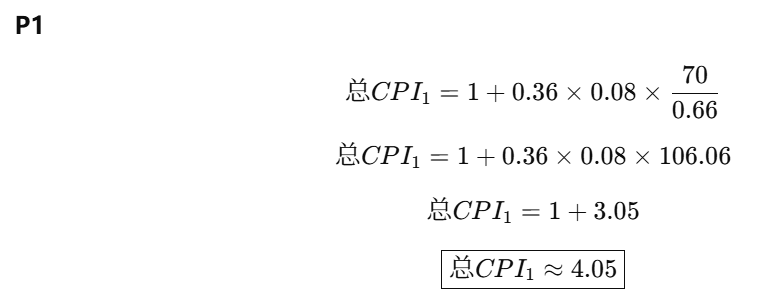 P1
总CPI₁ = 1 + 0.36 × 0.08 × 70/0.66
总CPI₁ = 1 + 0.36 × 0.08 × 106.06
总CPI₁ = 1 + 3.05
总CPI₁ ≈ 4.05